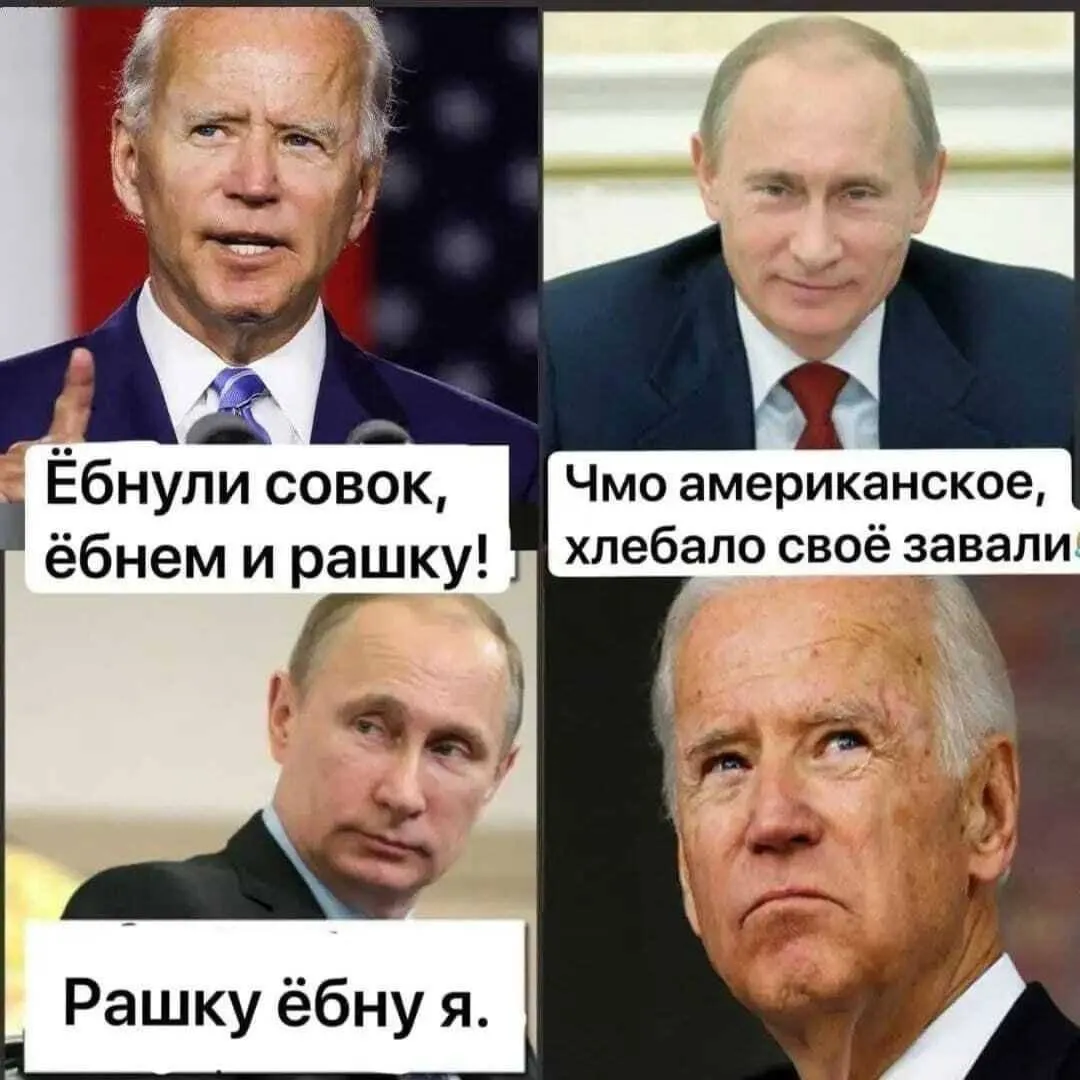 Ёбнули совок,
ёбнем и рашку!
Чмо американское,
хлебало своё завали
Рашку ёбну я.